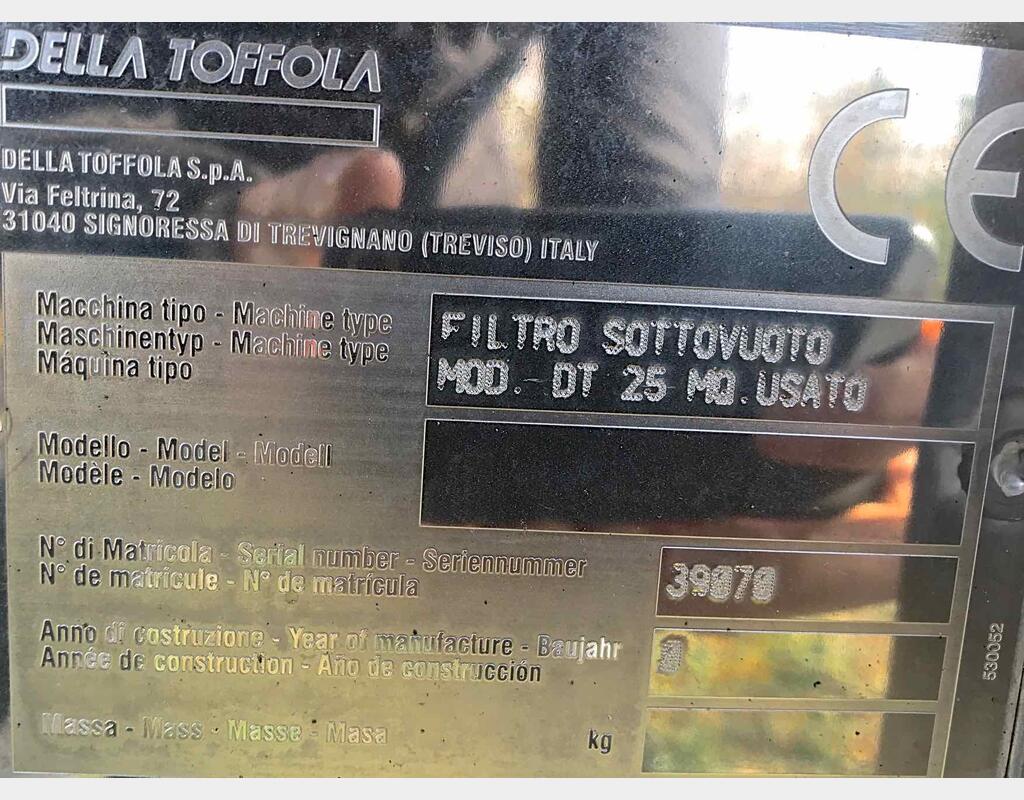 DELLA TOFFOLA
DELLA TOFFOLA S.p.A.
Via Feltrina, 72
31040 SIGNORESSA DI TREVIGNANO (TREVISO) ITALY
CE
Macchina tipo - Machine type
Maschinentyp - Machine type
Máquina tipo
FILTRO SOTTOVUOTO
MOD. DT 25 MQ.USATO
Modello - Model - Modell
Modèle - Modelo
N° di Matricola - Serial number - Seriennummer
N° de matricule - N° de matrícula
39070
Anno di costruzione - Year of manufacture - Baujahr
Année de construction - Año de construcción
0
Massa - Mass - Masse - Masa
kg
530052